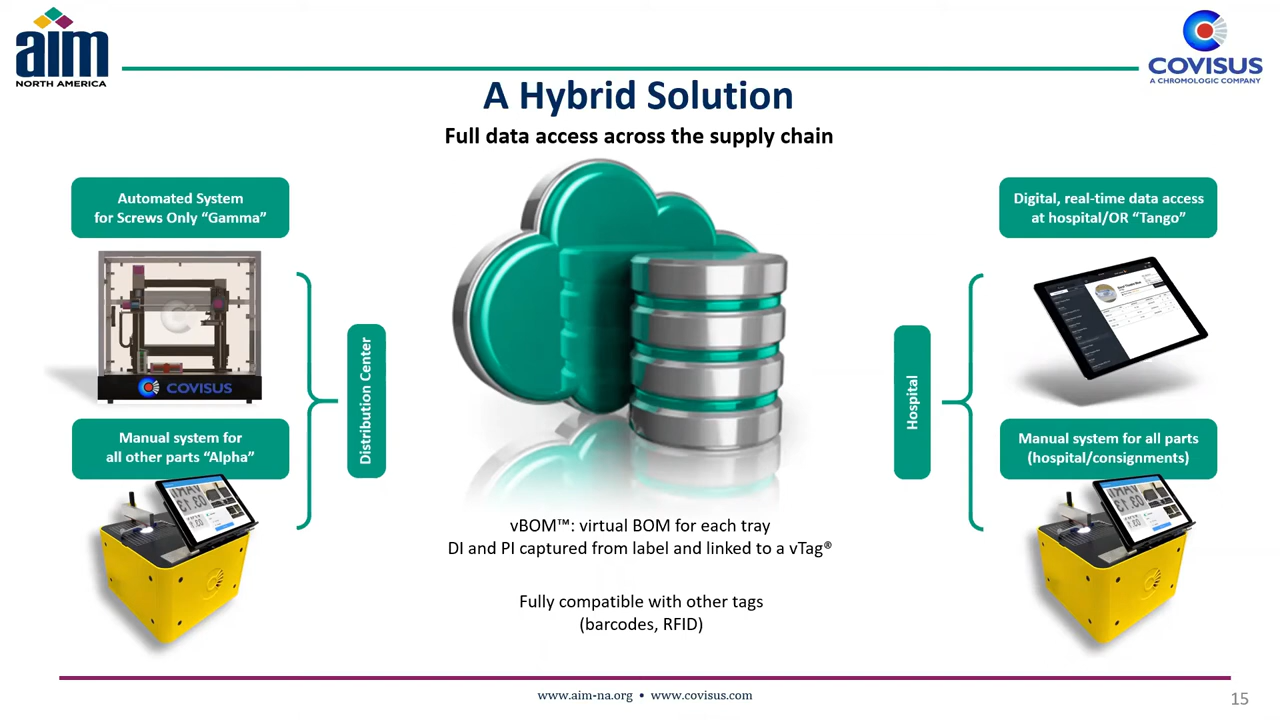 aim
NORTH AMERICA
COVISUS
A CHROMOLOGIC COMPANY
A Hybrid Solution
Full data access across the supply chain
Automated System
for Screws Only “Gamma”
COVISUS
Manual system for
all other parts “Alpha”
Distribution Center
vBOM™: virtual BOM for each tray
DI and PI captured from label and linked to a vTag®
Fully compatible with other tags
(barcodes, RFID)
Hospital
Digital, real-time data access
at hospital/OR “Tango”
Manual system for all parts
(hospital/consignments)
www.aim-na.org • www.covisus.com
15